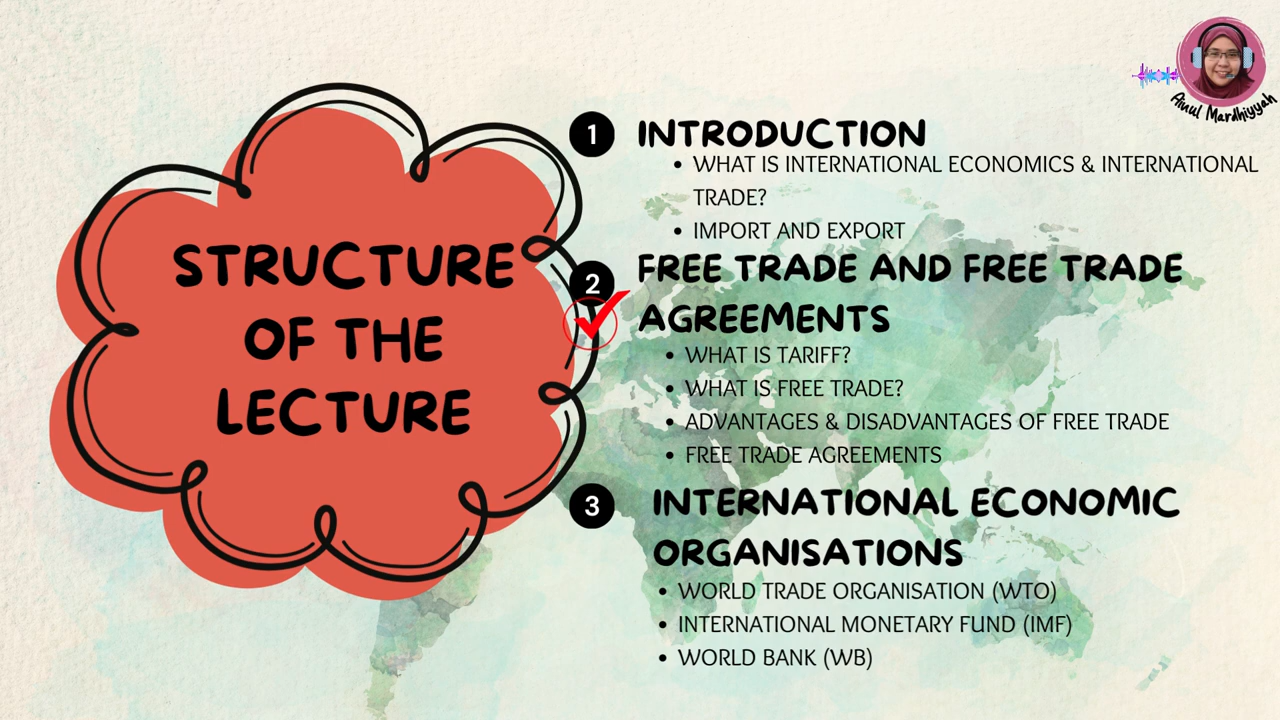 Ainul Mardhiyyah
STRUCTURE
OF THE
LECTURE
1 INTRODUCTION
• WHAT IS INTERNATIONAL ECONOMICS & INTERNATIONAL
TRADE?
• IMPORT AND EXPORT
2 FREE TRADE AND FREE TRADE
AGREEMENTS
• WHAT IS TARIFF?
• WHAT IS FREE TRADE?
• ADVANTAGES & DISADVANTAGES OF FREE TRADE
• FREE TRADE AGREEMENTS
3 INTERNATIONAL ECONOMIC
ORGANISATIONS
• WORLD TRADE ORGANISATION (WTO)
• INTERNATIONAL MONETARY FUND (IMF)
• WORLD BANK (WB)